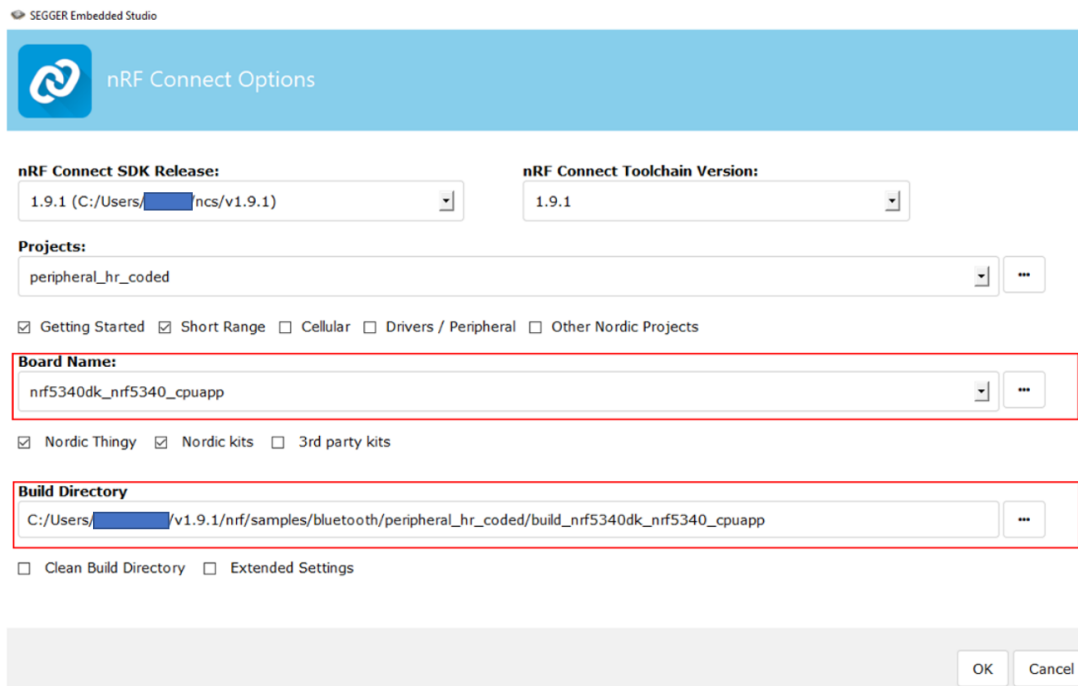 SEGGER Embedded Studio
nRF Connect Options
nRF Connect SDK Release: nRF Connect Toolchain Version:
1.9.1 (C:/Users/ /ncs/v1.9.1) 1.9.1
Projects:
peripheral_hr_coded ...
Getting Started Short Range Cellular Drivers / Peripheral Other Nordic Projects
Board Name:
nrf5340dk_nrf5340_cpuapp ...
Nordic Thingy Nordic kits 3rd party kits
Build Directory
C:/Users/ /v1.9.1/nrf/samples/bluetooth/peripheral_hr_coded/build_nrf5340dk_nrf5340_cpuapp ...
Clean Build Directory Extended Settings
OK Cancel